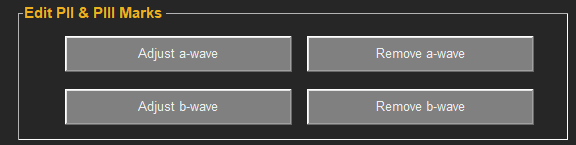 Edit PII & PIII Marks
Adjust a-wave Remove a-wave
Adjust b-wave Remove b-wave